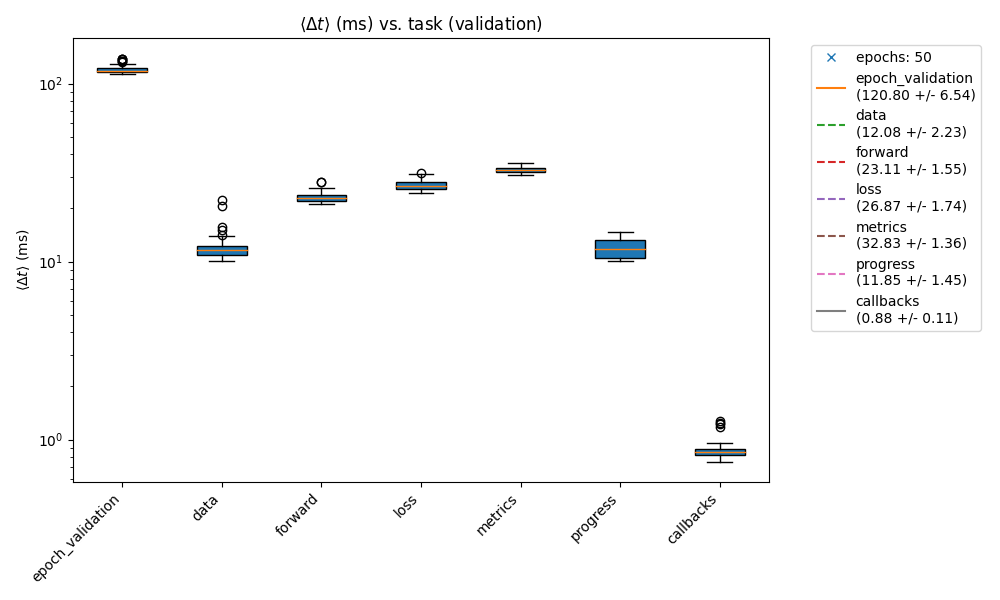 ⟨Δt⟩ (ms) vs. task (validation)
⟨Δt⟩ (ms)
10²
10¹
10⁰
epoch_validation
data
forward
loss
metrics
progress
callbacks
epochs: 50
epoch_validation
(120.80 +/- 6.54)
data
(12.08 +/- 2.23)
forward
(23.11 +/- 1.55)
loss
(26.87 +/- 1.74)
metrics
(32.83 +/- 1.36)
progress
(11.85 +/- 1.45)
callbacks
(0.88 +/- 0.11)